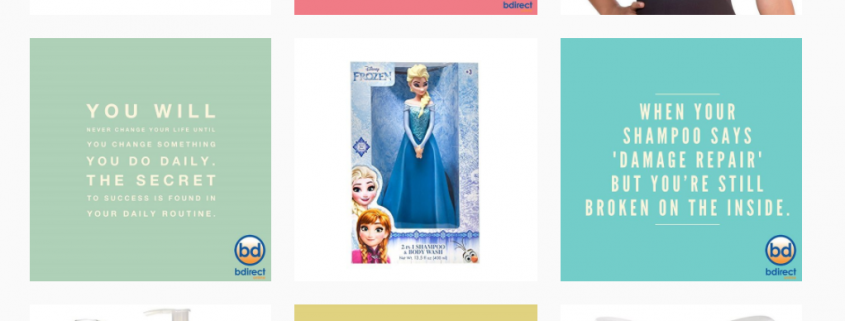 bdirect
YOU WILL
NEVER CHANGE YOUR LIFE UNTIL
YOU CHANGE SOMETHING
YOU DO DAILY.
THE SECRET
TO SUCCESS IS FOUND IN
YOUR DAILY ROUTINE.
bd
bdirect
Disney
FROZEN
+3
2 in 1 SHAMPOO
& BODY WASH
WHEN YOUR
SHAMPOO SAYS
'DAMAGE REPAIR'
BUT YOU'RE STILL
BROKEN ON THE INSIDE.
bd
bdirect